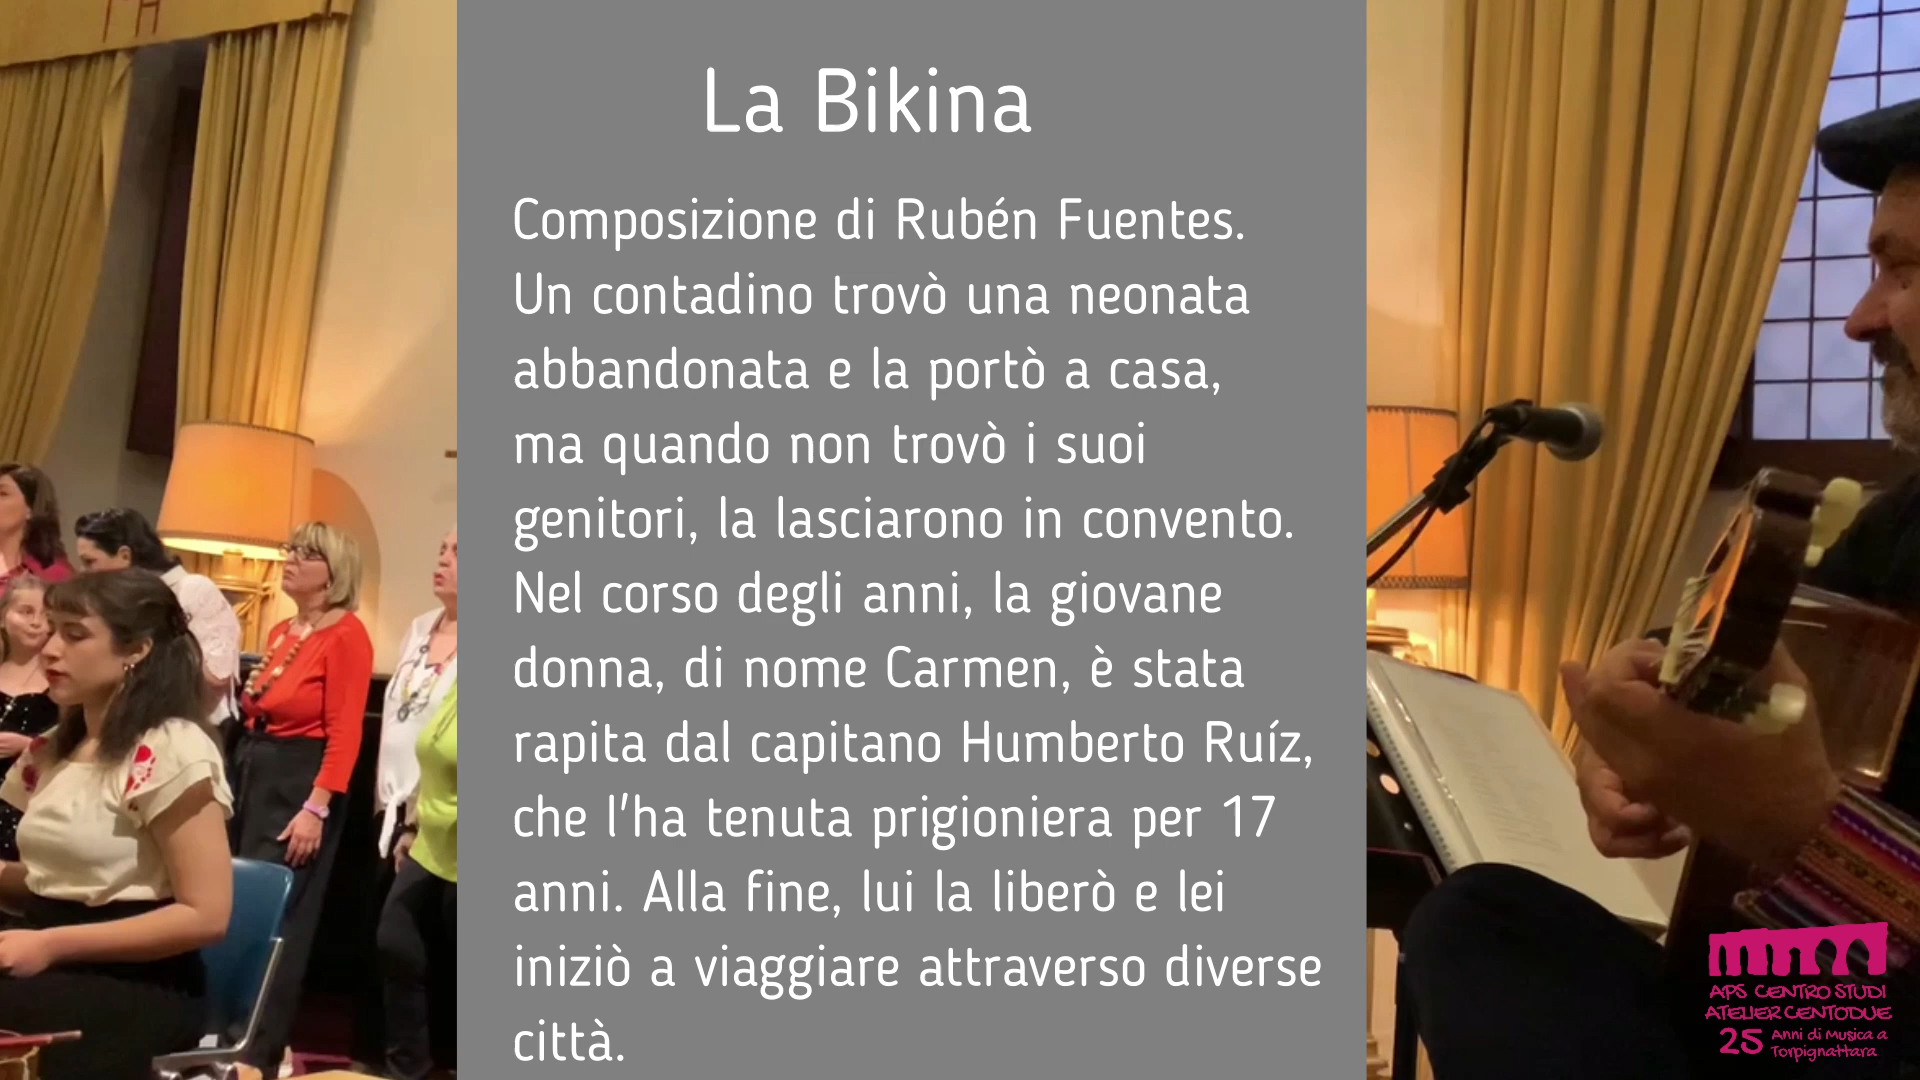 La Bikina
Composizione di Rubén Fuentes.
Un contadino trovò una neonata
abbandonata e la portò a casa,
ma quando non trovò i suoi
genitori, la lasciarono in convento.
Nel corso degli anni, la giovane
donna, di nome Carmen, è stata
rapita dal capitano Humberto Ruíz,
che l'ha tenuta prigioniera per 17
anni. Alla fine, lui la liberò e lei
iniziò a viaggiare attraverso diverse
città.
APS CENTRO STUDI
ATELIER CENTODUE
25 Anni di Musica a
Torpignattara